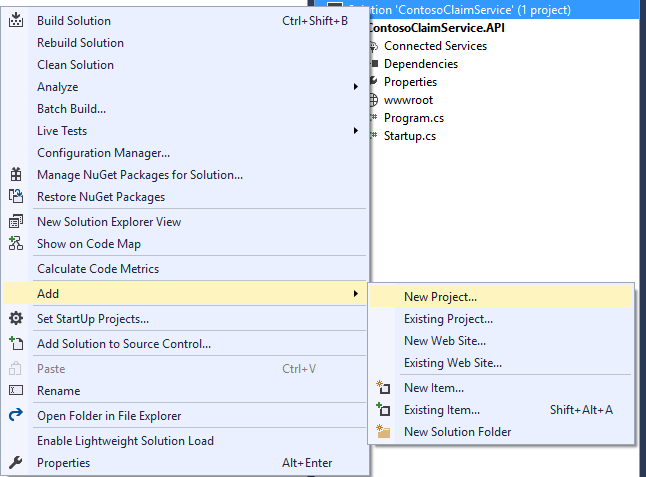 Solution 'ContosoClaimService' (1 project)
ContosoClaimService.API
Connected Services
Dependencies
Properties
wwwroot
Program.cs
Startup.cs
Build Solution Ctrl+Shift+B
Rebuild Solution
Clean Solution
Analyze
Batch Build...
Live Tests
Configuration Manager...
Manage NuGet Packages for Solution...
Restore NuGet Packages
New Solution Explorer View
Show on Code Map
Calculate Code Metrics
Add
Set StartUp Projects...
Add Solution to Source Control...
Paste Ctrl+V
Rename
Open Folder in File Explorer
Enable Lightweight Solution Load
Properties Alt+Enter
New Project...
Existing Project...
New Web Site...
Existing Web Site...
New Item...
Existing Item... Shift+Alt+A
New Solution Folder